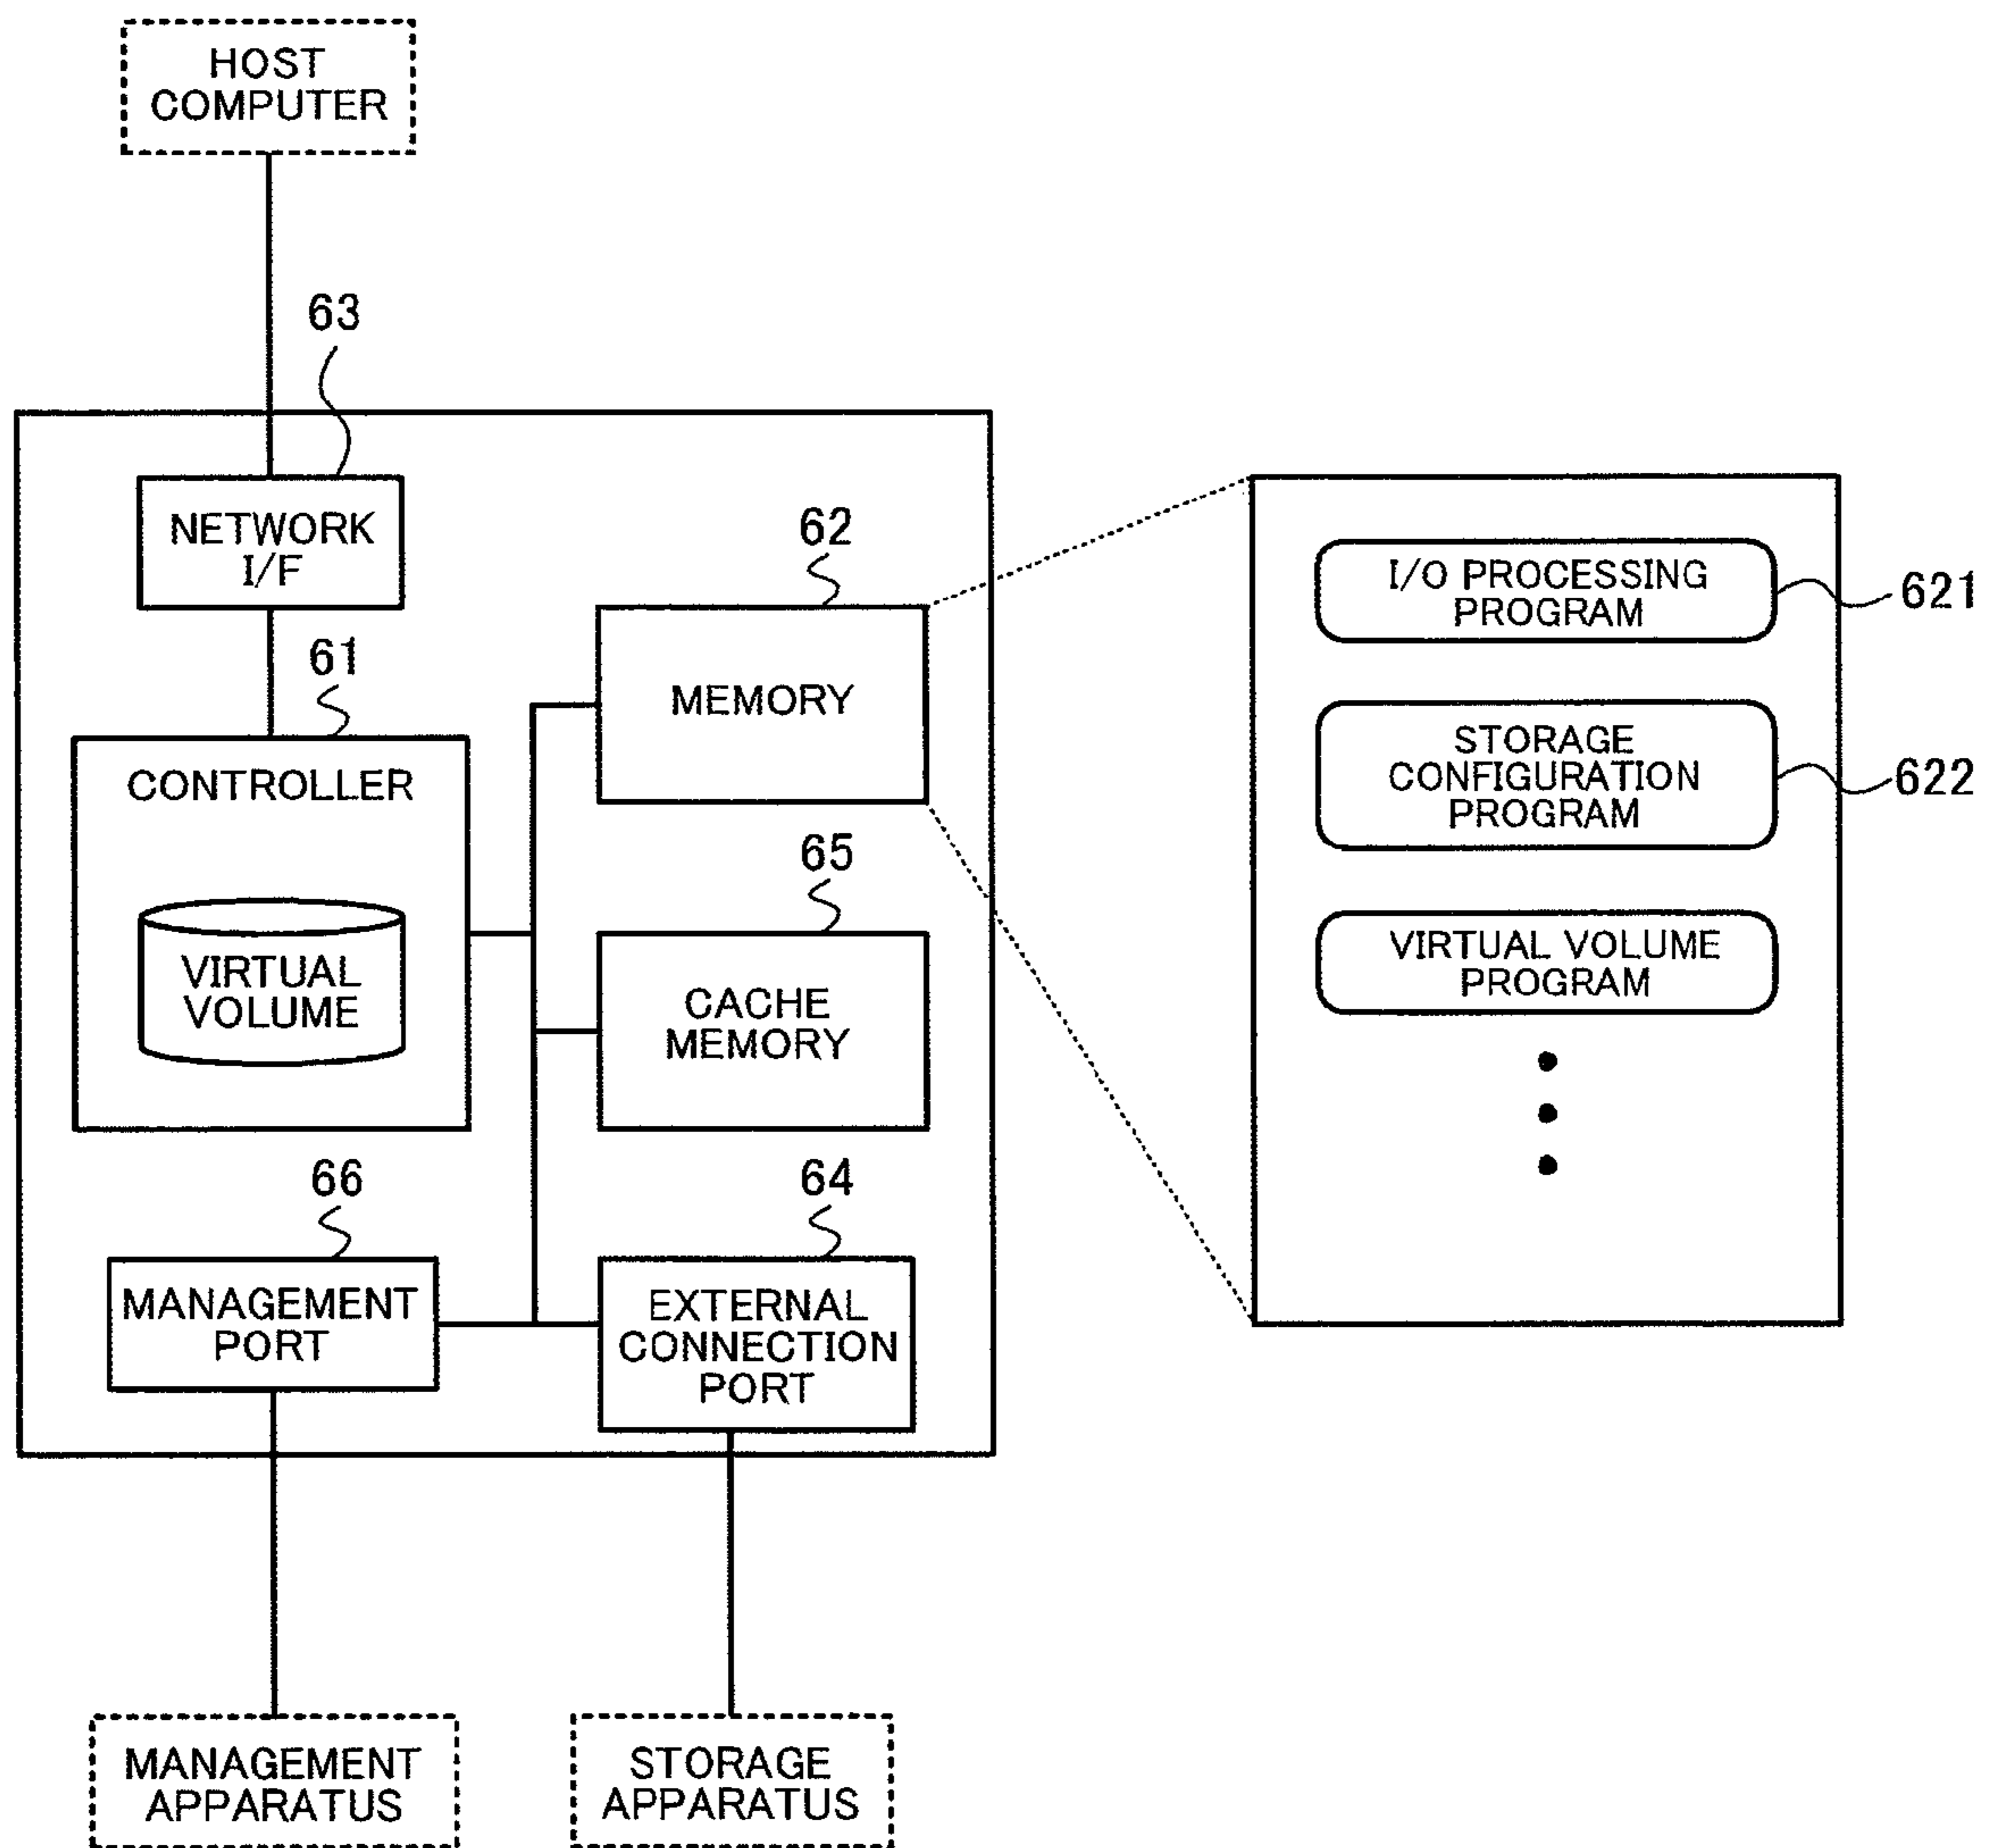 HOST
COMPUTER
63
NETWORK
I/F
62
I/O PROCESSING
PROGRAM
621
61
CONTROLLER
MEMORY
STORAGE
CONFIGURATION
PROGRAM
622
65
VIRTUAL
VOLUME
CACHE
MEMORY
VIRTUAL VOLUME
PROGRAM
66
64
MANAGEMENT
PORT
EXTERNAL
CONNECTION
PORT
MANAGEMENT
APPARATUS
STORAGE
APPARATUS